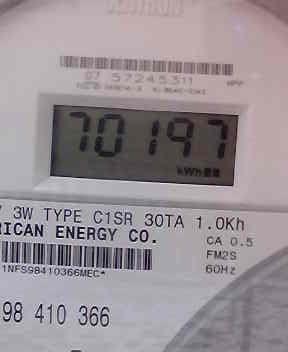 07 57245311
70197
kWh
3W TYPE C1SR 30TA 1.0Kh
RICAN ENERGY CO.
CA 0.5
FM2S
60Hz
1NFS98410366MEC*
98 410 366